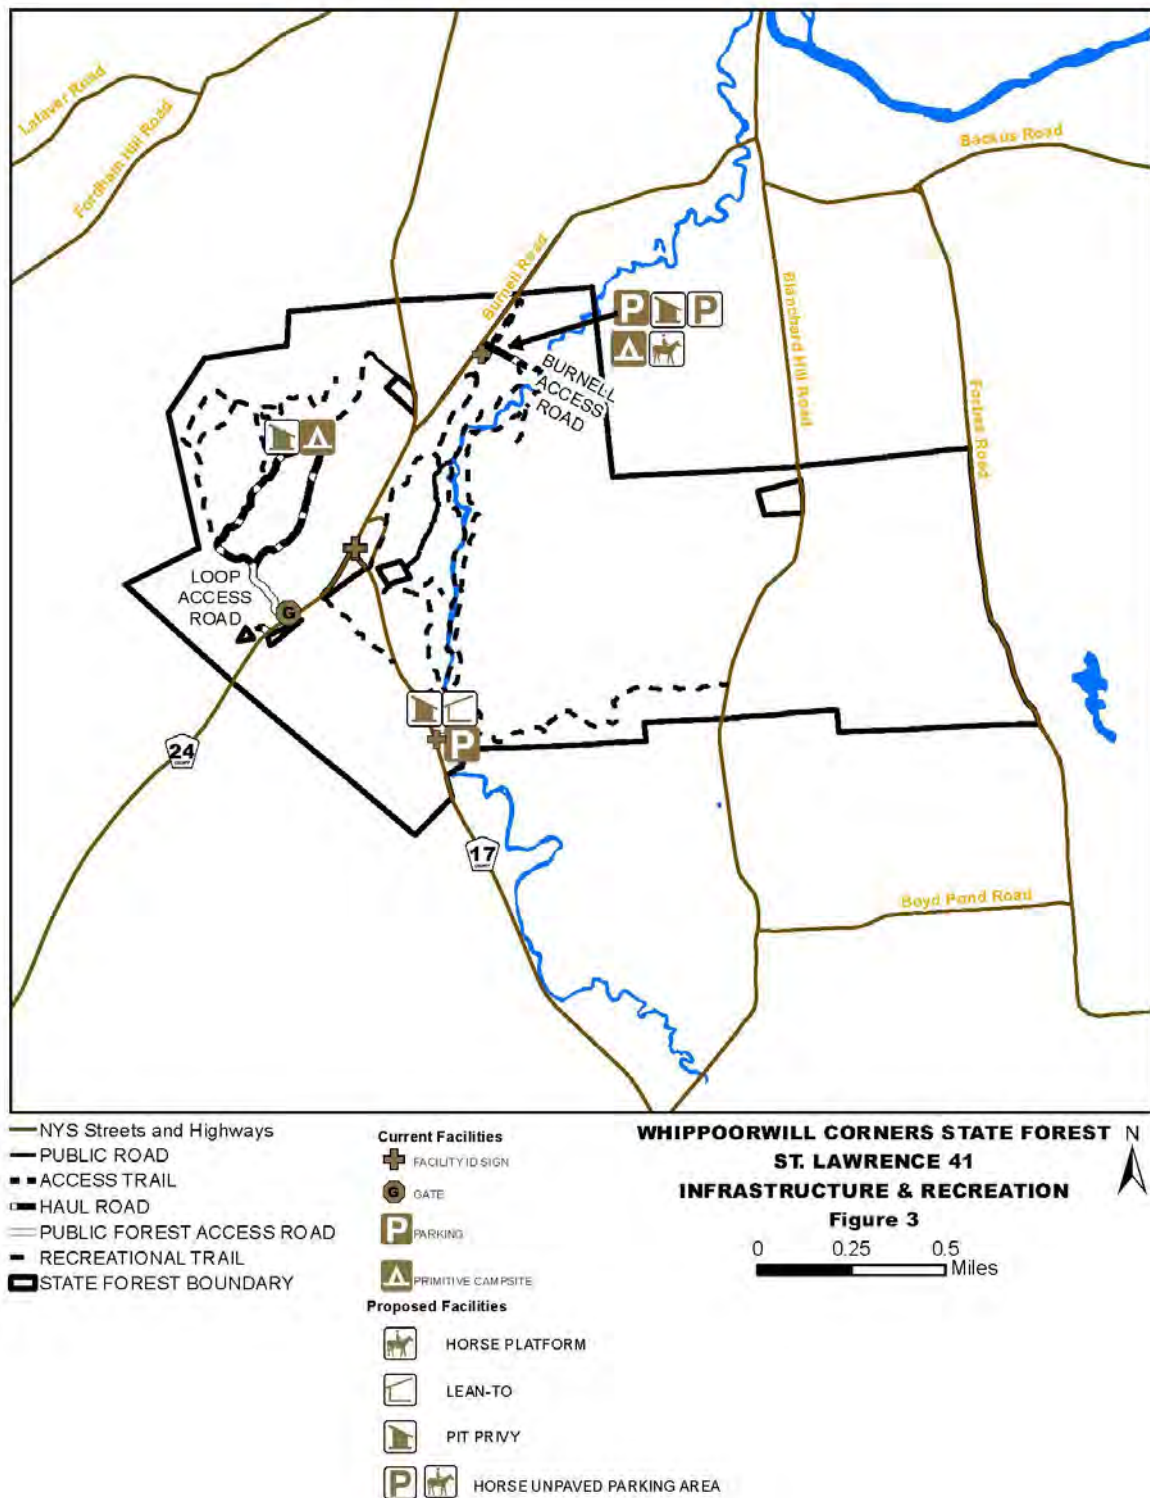 Lafaver Road
Fordham Hill Road
Backus Road
Burnell Road
P
P
BURNELL
ACCESS
ROAD
Blanchard Hill Road
Forbes Road
LOOP
ACCESS
ROAD
G
P
24
COUNTY
17
COUNTY
Boyd Pond Road
NYS Streets and Highways
PUBLIC ROAD
ACCESS TRAIL
HAUL ROAD
PUBLIC FOREST ACCESS ROAD
RECREATIONAL TRAIL
STATE FOREST BOUNDARY
Current Facilities
FACILITY ID SIGN
G GATE
P PARKING
PRIMITIVE CAMPSITE
Proposed Facilities
HORSE PLATFORM
LEAN-TO
PIT PRIVY
P HORSE UNPAVED PARKING AREA
WHIPPOORWILL CORNERS STATE FOREST
ST. LAWRENCE 41
INFRASTRUCTURE & RECREATION
Figure 3
N
0 0.25 0.5
Miles